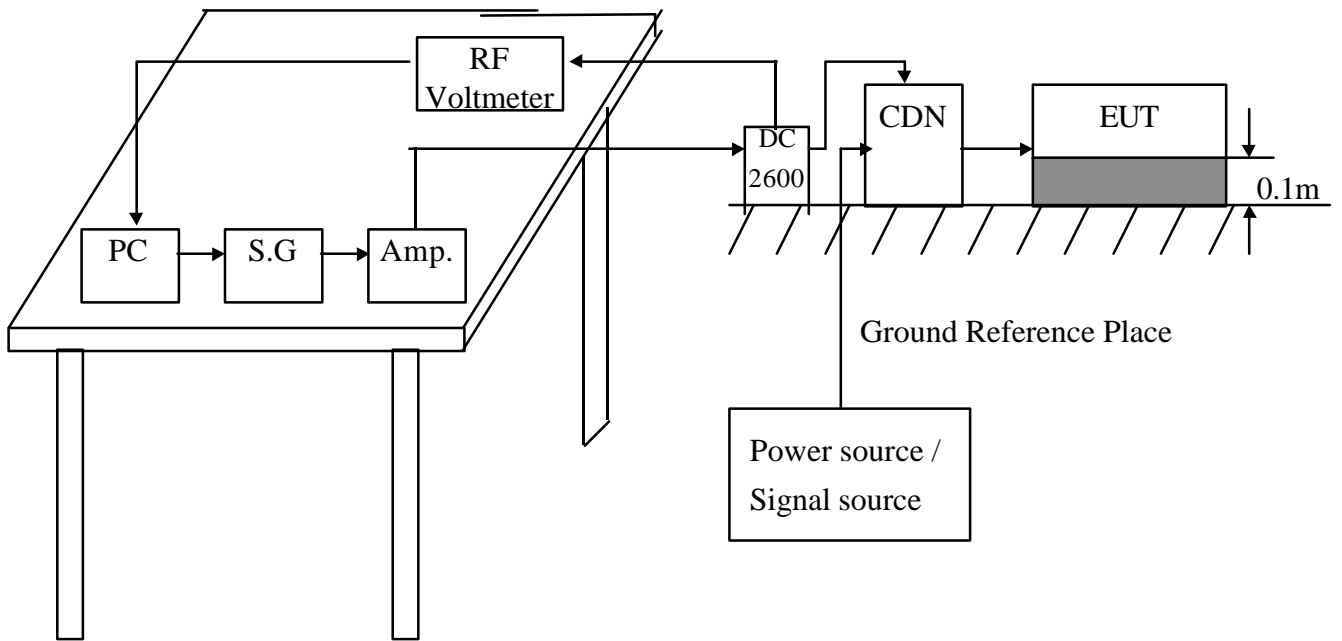 RF
Voltmeter
DC
2600
CDN
EUT
0.1m
PC
S.G
Amp.
Ground Reference Place
Power source /
Signal source